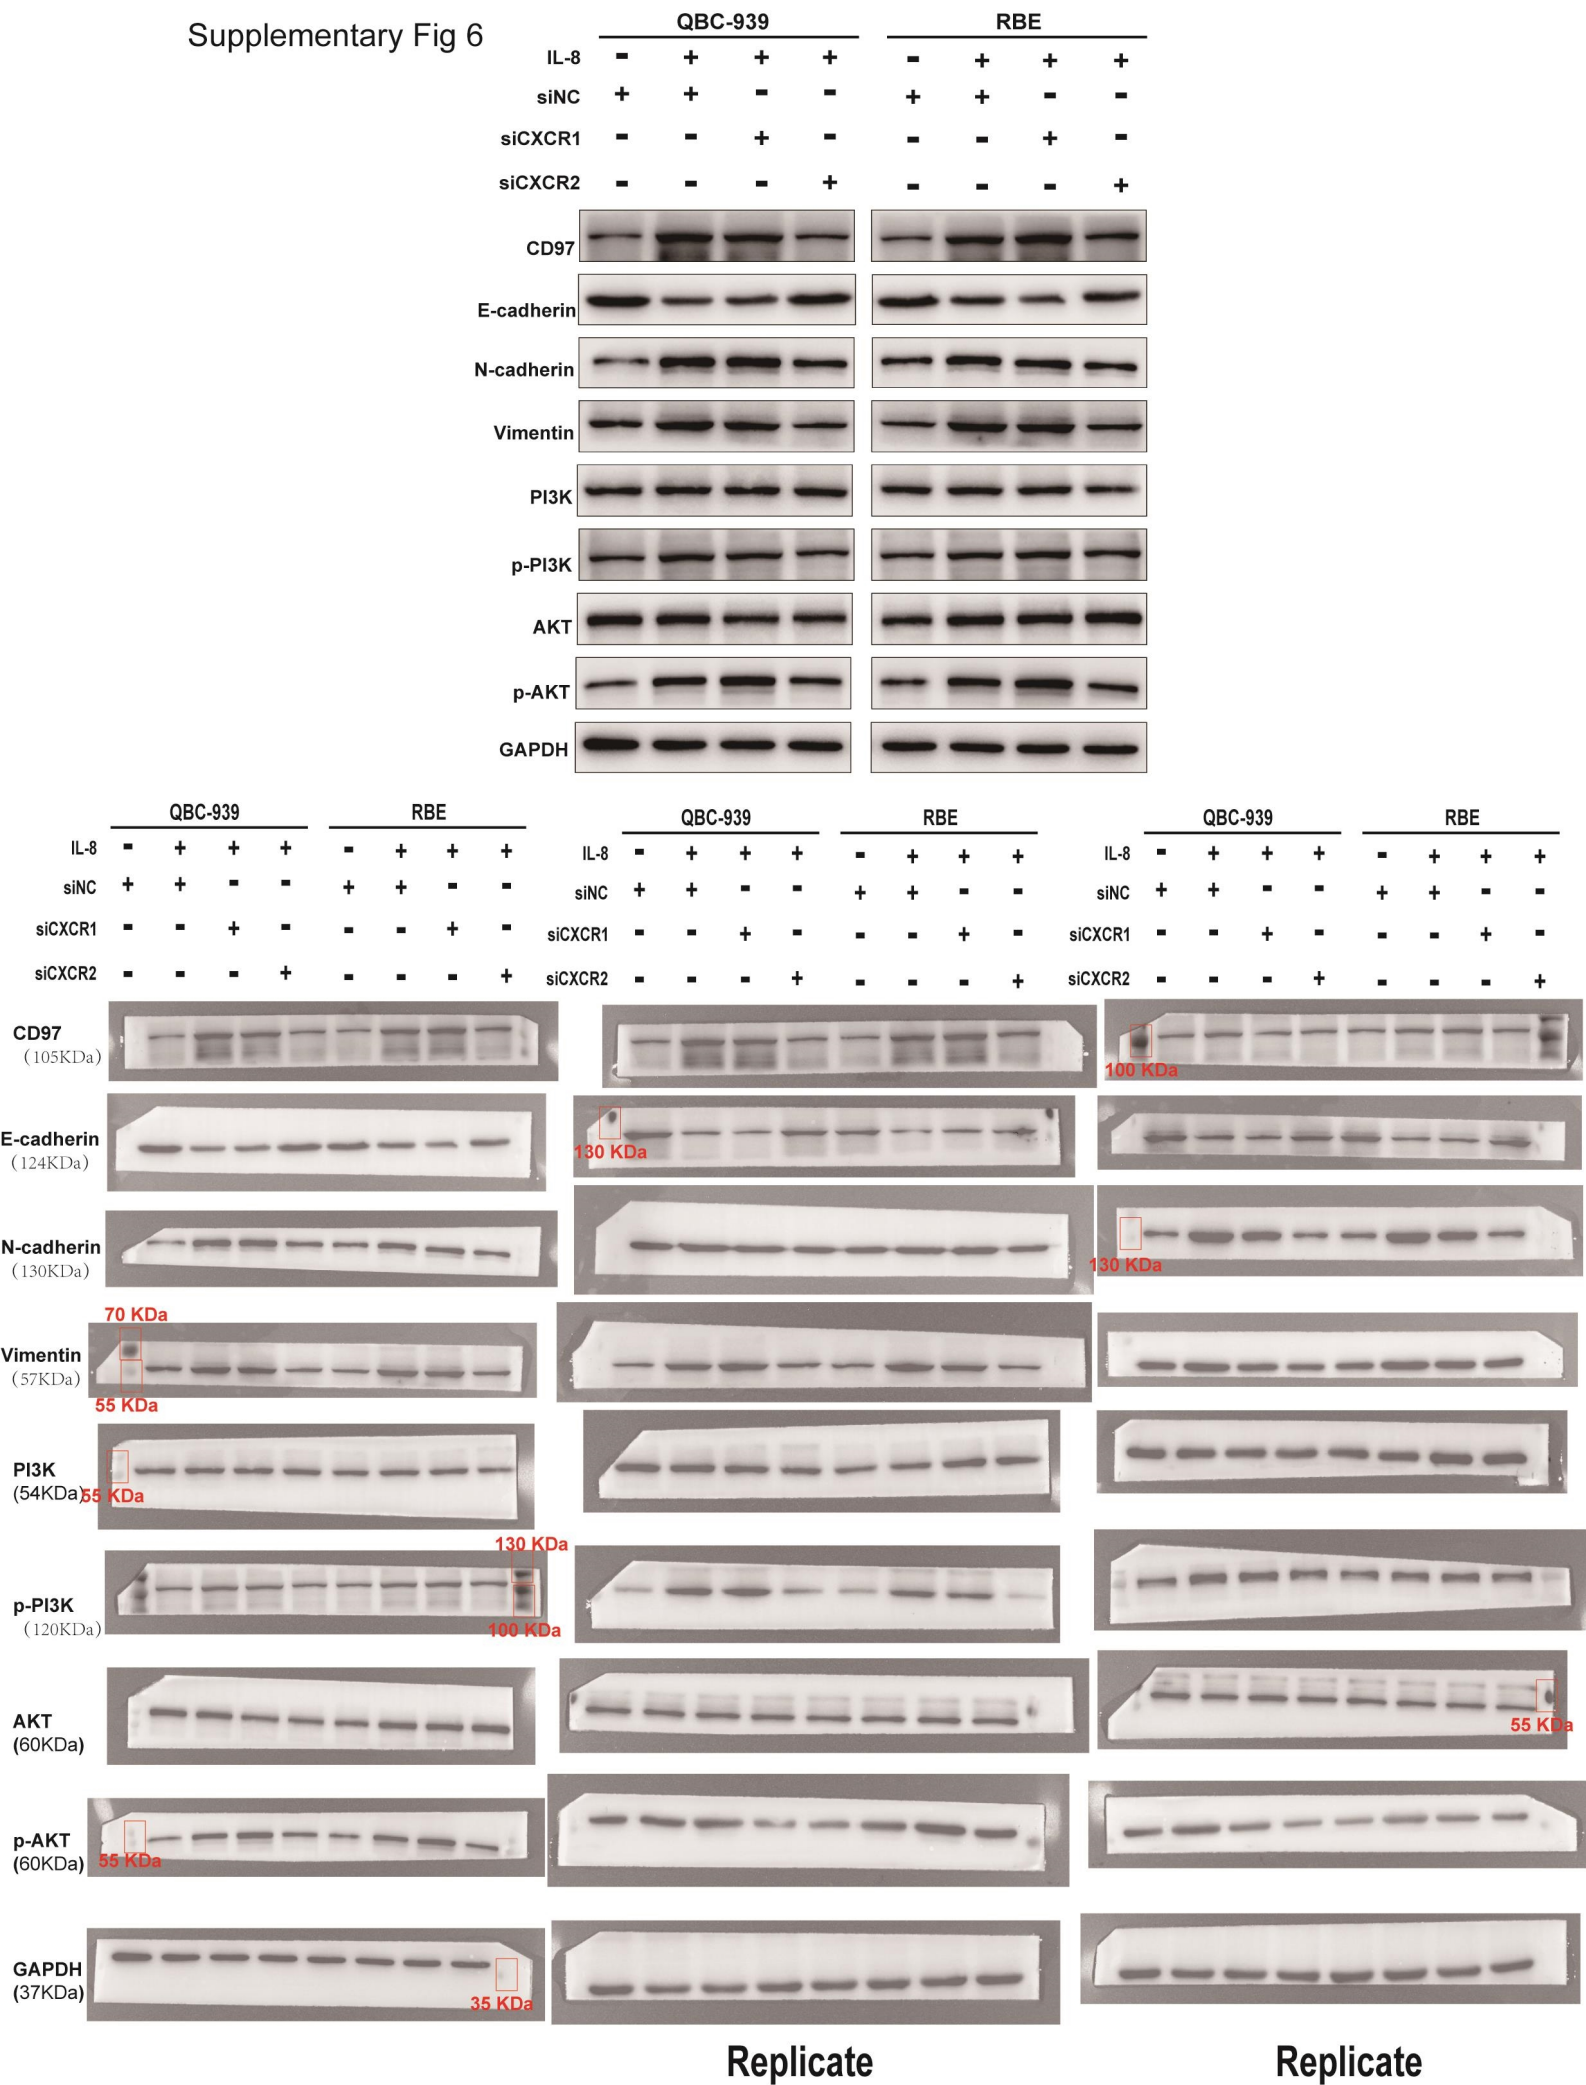 Supplementary Fig 6
QBC-939 RBE
IL-8 - + + + - + + +
siNC + + - - + + - -
siCXCR1 - - + - - - + -
siCXCR2 - - - + - - - +
CD97
E-cadherin
N-cadherin
Vimentin
PI3K
p-PI3K
AKT
p-AKT
GAPDH
QBC-939 RBE
IL-8 - + + + - + + +
siNC + + - - + + - -
siCXCR1 - - + - - - + -
siCXCR2 - - - + - - - +
QBC-939 RBE
IL-8 - + + + - + + +
siNC + + - - + + - -
siCXCR1 - - + - - - + -
siCXCR2 - - - + - - - +
QBC-939 RBE
IL-8 - + + + - + + +
siNC + + - - + + - -
siCXCR1 - - + - - - + -
siCXCR2 - - - + - - - +
CD97
(105KDa)
100 KDa
E-cadherin
(124KDa)
130 KDa
N-cadherin
(130KDa)
130 KDa
70 KDa
Vimentin
(57KDa)
55 KDa
PI3K
(54KDa)
55 KDa
130 KDa
p-PI3K
(120KDa)
100 KDa
AKT
(60KDa)
55 KDa
p-AKT
(60KDa)
55 KDa
GAPDH
(37KDa)
35 KDa
Replicate Replicate